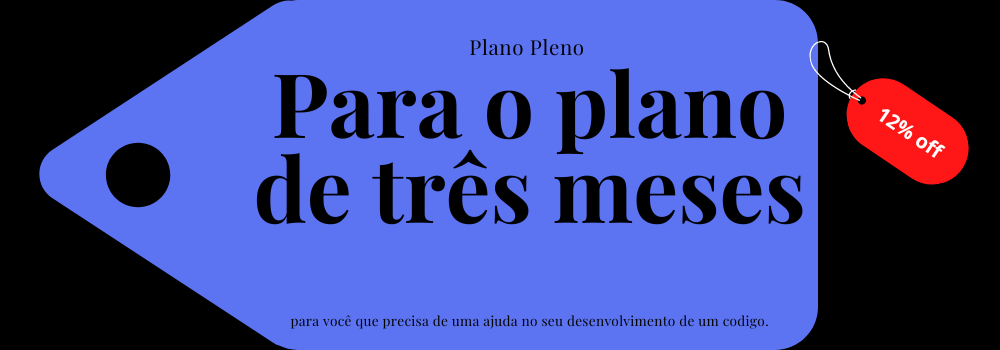 Plano Pleno
Para o plano
de três meses
12% off
para você que precisa de uma ajuda no seu desenvolvimento de um codigo.